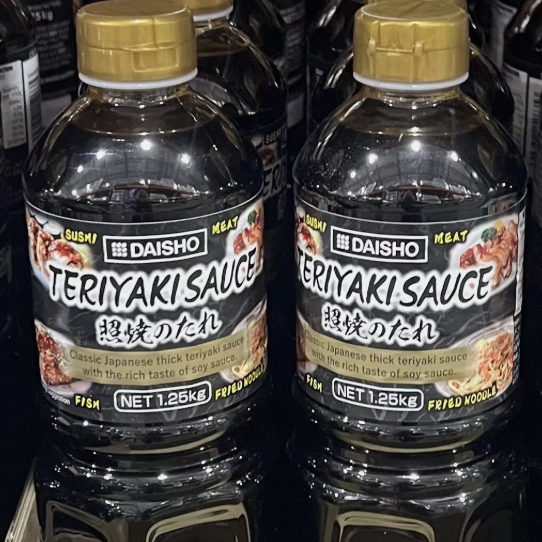 SUSHI
MEAT
DAISHO
TERIYAKI SAUCE
照焼のたれ
Classic Japanese thick teriyaki sauce
with the rich taste of soy sauce.
FISH
NET 1.25kg
FRIED NOODLE
SUSHI
MEAT
DAISHO
TERIYAKI SAUCE
照焼のたれ
Classic Japanese thick teriyaki sauce
with the rich taste of soy sauce.
FISH
NET 1.25kg
FRIED NOODLE